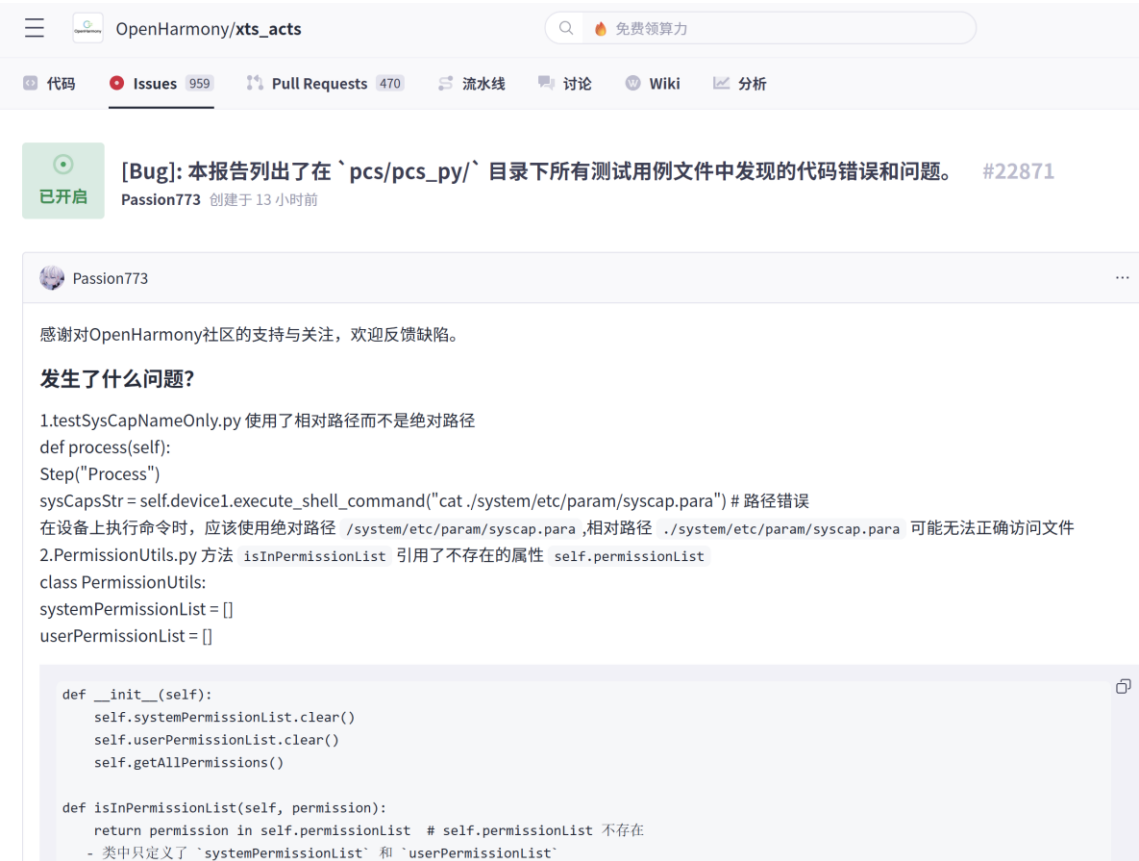 OpenHarmony/xts_acts
免费领算力
代码 Issues 959 Pull Requests 470 流水线 讨论 Wiki 分析
已开启
[Bug]: 本报告列出了在 `pcs/pcs_py/` 目录下所有测试用例文件中发现的代码错误和问题。 #22871
Passion773 创建于 13 小时前
Passion773
感谢对OpenHarmony社区的支持与关注，欢迎反馈缺陷。
发生了什么问题?
1.testSysCapNameOnly.py 使用了相对路径而不是绝对路径
def process(self):
Step("Process")
sysCapsStr = self.device1.execute_shell_command("cat ./system/etc/param/syscap.para") # 路径错误
在设备上执行命令时，应该使用绝对路径 /system/etc/param/syscap.para ,相对路径 ./system/etc/param/syscap.para 可能无法正确访问文件
2.PermissionUtils.py 方法 isInPermissionList 引用了不存在的属性 self.permissionList
class PermissionUtils:
systemPermissionList = []
userPermissionList = []
def __init__(self):
    self.systemPermissionList.clear()
    self.userPermissionList.clear()
    self.getAllPermissions()
def isInPermissionList(self, permission):
    return permission in self.permissionList  # self.permissionList 不存在
   - 类中只定义了 `systemPermissionList` 和 `userPermissionList`